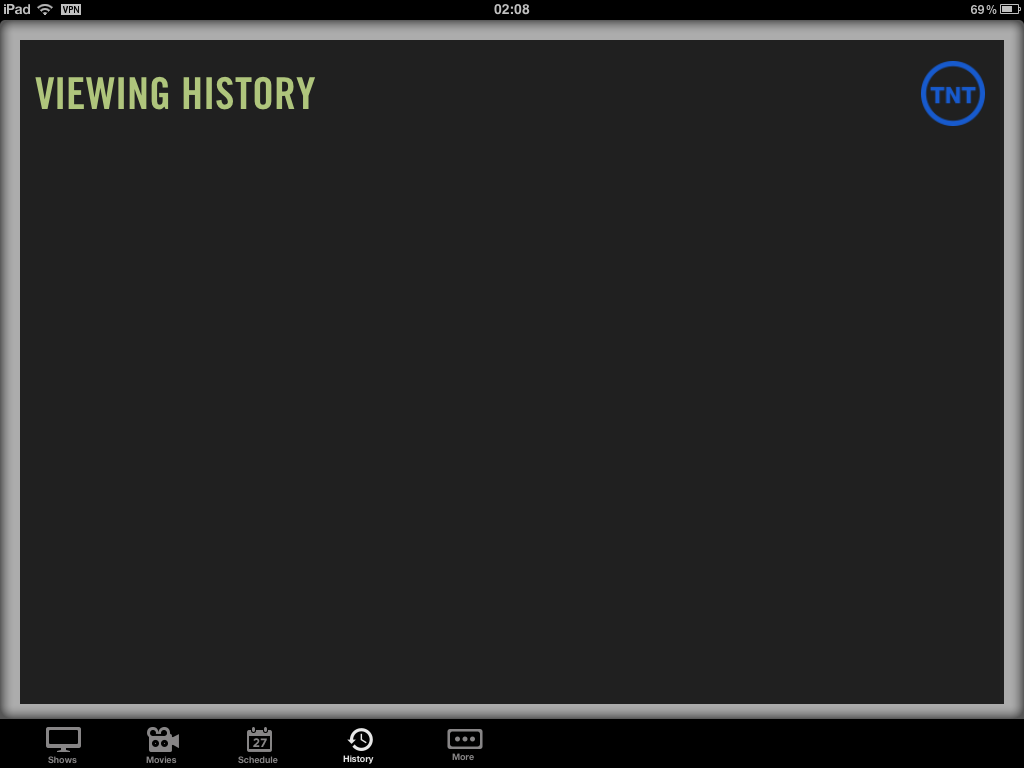 iPad VPN 02:08 69%
VIEWING HISTORY
TNT
27
Shows Movies Schedule History More